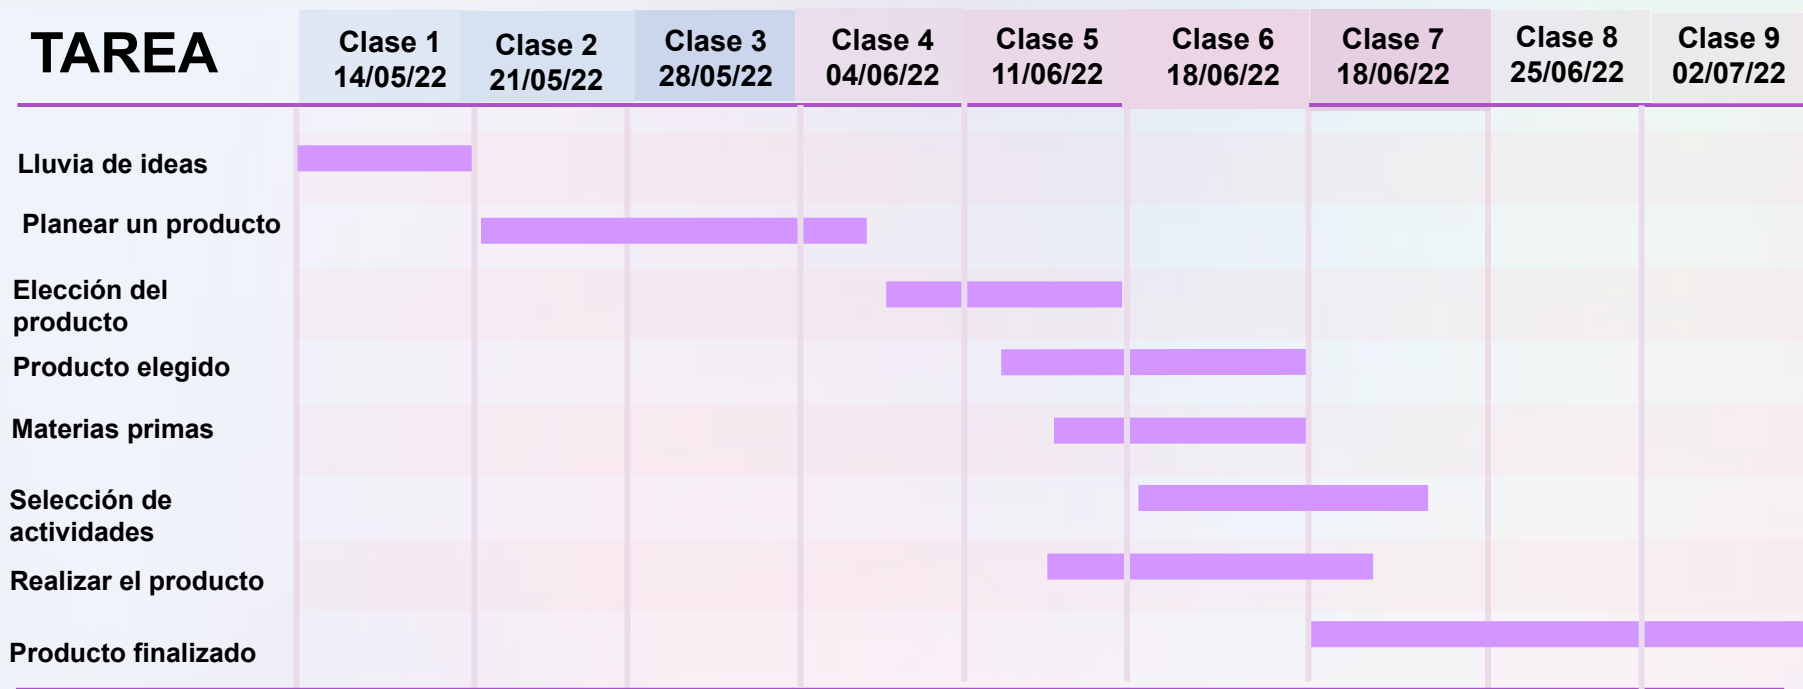 TAREA
Clase 1
14/05/22
Clase 2
21/05/22
Clase 3
28/05/22
Clase 4
04/06/22
Clase 5
11/06/22
Clase 6
18/06/22
Clase 7
18/06/22
Clase 8
25/06/22
Clase 9
02/07/22
Lluvia de ideas
Planear un producto
Elección del
producto
Producto elegido
Materias primas
Selección de
actividades
Realizar el producto
Producto finalizado